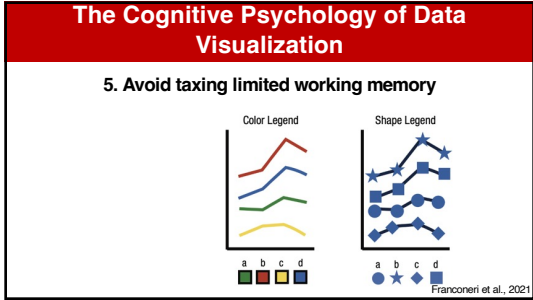 The Cognitive Psychology of Data
Visualization
5. Avoid taxing limited working memory
Color Legend
Shape Legend
a b c d
a b c d
Franconeri et al., 2021